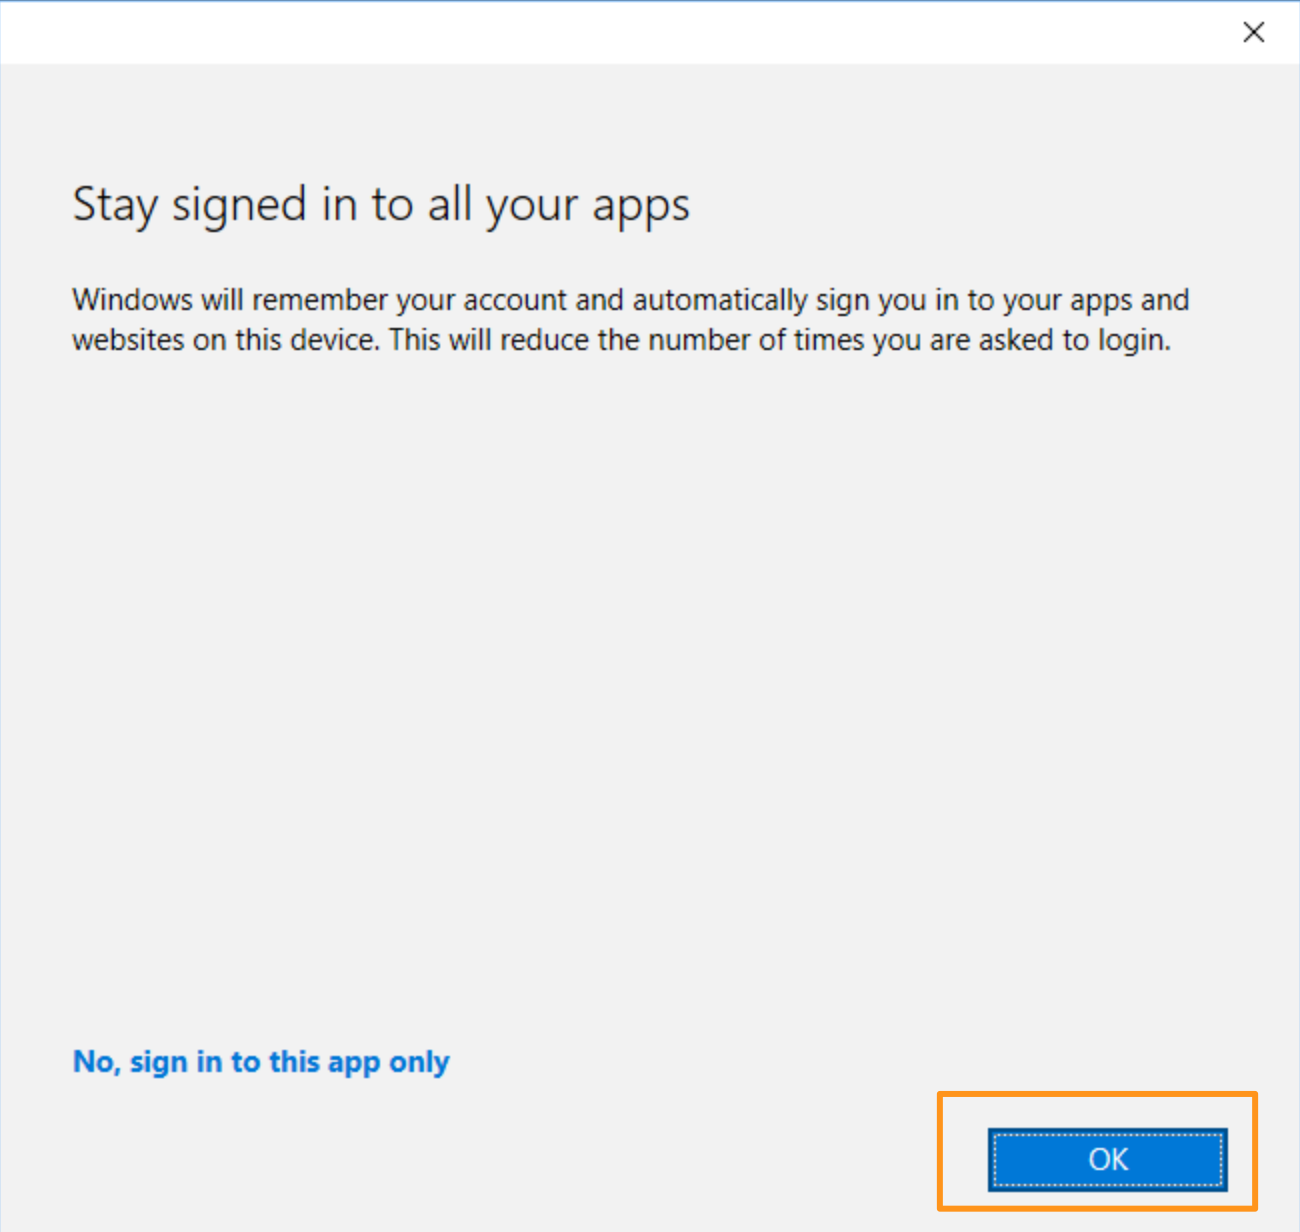 Stay signed in to all your apps
Windows will remember your account and automatically sign you in to your apps and
websites on this device. This will reduce the number of times you are asked to login.
No, sign in to this app only
OK